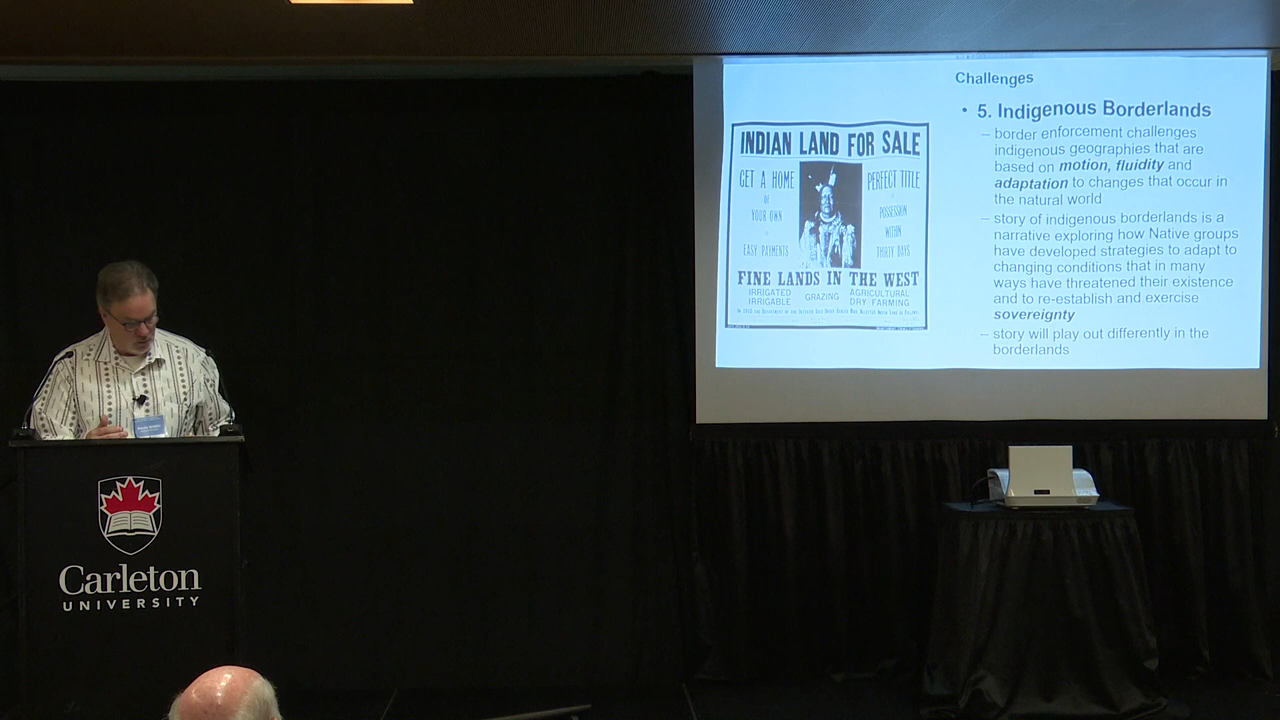 Challenges
• 5. Indigenous Borderlands
– border enforcement challenges
indigenous geographies that are
based on motion, fluidity and
adaptation to changes that occur in
the natural world
– story of indigenous borderlands is a
narrative exploring how Native groups
have developed strategies to adapt to
changing conditions that in many
ways have threatened their existence
and to re-establish and exercise
sovereignty
– story will play out differently in the
borderlands
INDIAN LAND FOR SALE
GET A HOME
OF
YOUR OWN
EASY PAYMENTS
PERFECT TITLE
POSSESSION
WITHIN
THIRTY DAYS
FINE LANDS IN THE WEST
IRRIGATED
IRRIGABLE
GRAZING
AGRICULTURAL
DRY FARMING
Carleton
UNIVERSITY